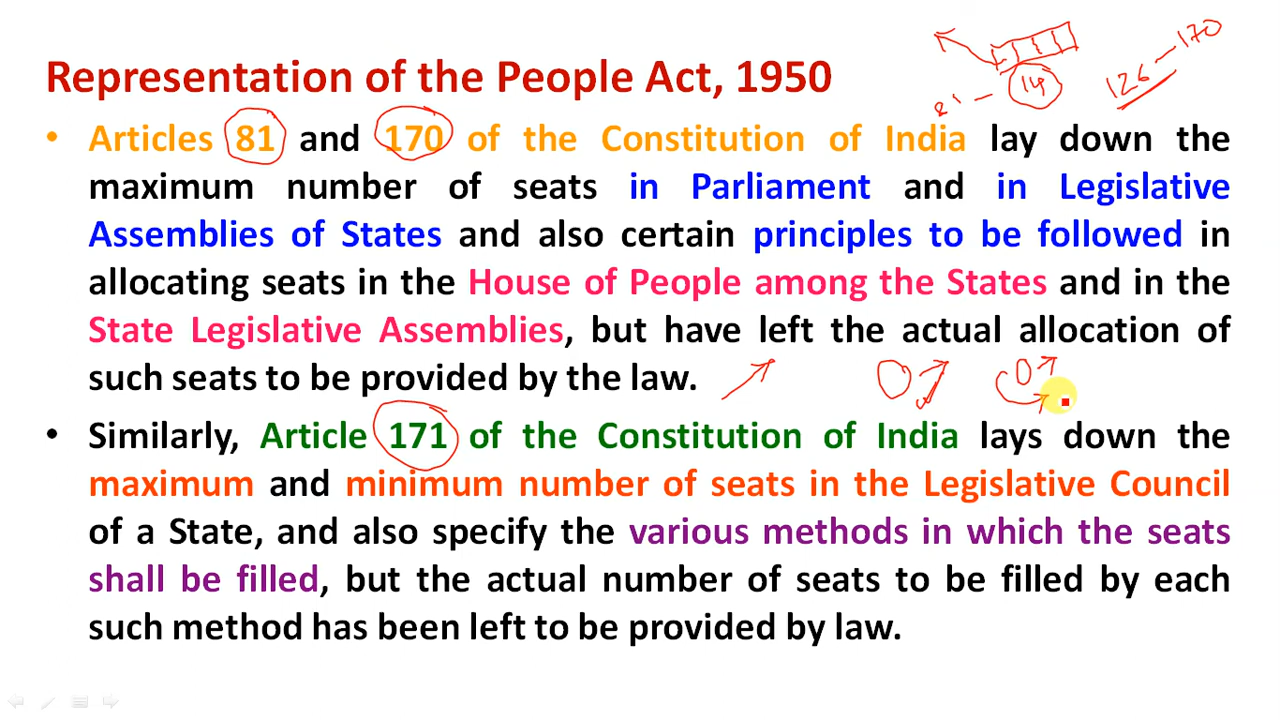 Representation of the People Act, 1950
14
126 - 170
• Articles 81 and 170 of the Constitution of India lay down the
maximum number of seats in Parliament and in Legislative
Assemblies of States and also certain principles to be followed in
allocating seats in the House of People among the States and in the
State Legislative Assemblies, but have left the actual allocation of
such seats to be provided by the law.
• Similarly, Article 171 of the Constitution of India lays down the
maximum and minimum number of seats in the Legislative Council
of a State, and also specify the various methods in which the seats
shall be filled, but the actual number of seats to be filled by each
such method has been left to be provided by law.